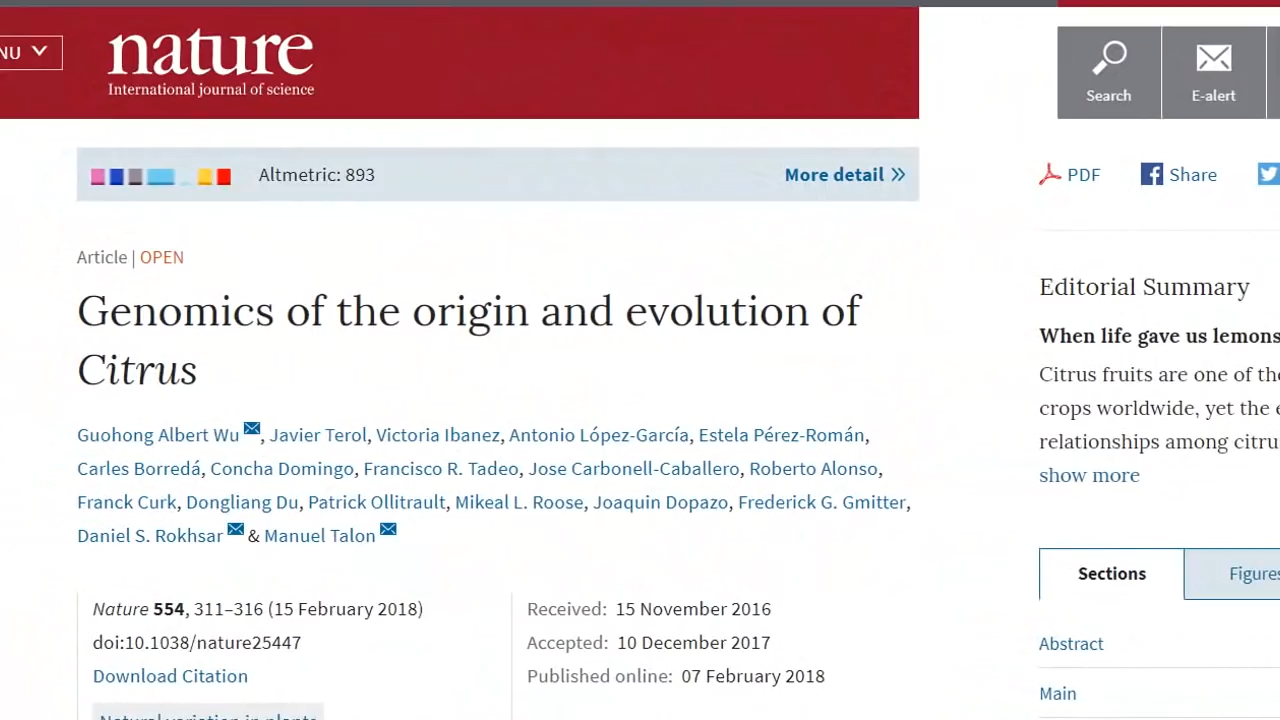 NU
nature
International journal of science
Search
E-alert
Altmetric: 893
More detail »
PDF
Share
Article | OPEN
Genomics of the origin and evolution of
Citrus
Guohong Albert Wu, Javier Terol, Victoria Ibanez, Antonio López-García, Estela Pérez-Román,
Carles Borredá, Concha Domingo, Francisco R. Tadeo, Jose Carbonell-Caballero, Roberto Alonso,
Franck Curk, Dongliang Du, Patrick Ollitrault, Mikeal L. Roose, Joaquin Dopazo, Frederick G. Gmitter,
Daniel S. Rokhsar & Manuel Talon
Nature 554, 311–316 (15 February 2018)
doi:10.1038/nature25447
Download Citation
Natural variation in plants
Received: 15 November 2016
Accepted: 10 December 2017
Published online: 07 February 2018
Editorial Summary
When life gave us lemons
Citrus fruits are one of the
crops worldwide, yet the e
relationships among citru
show more
Sections
Figures
Abstract
Main